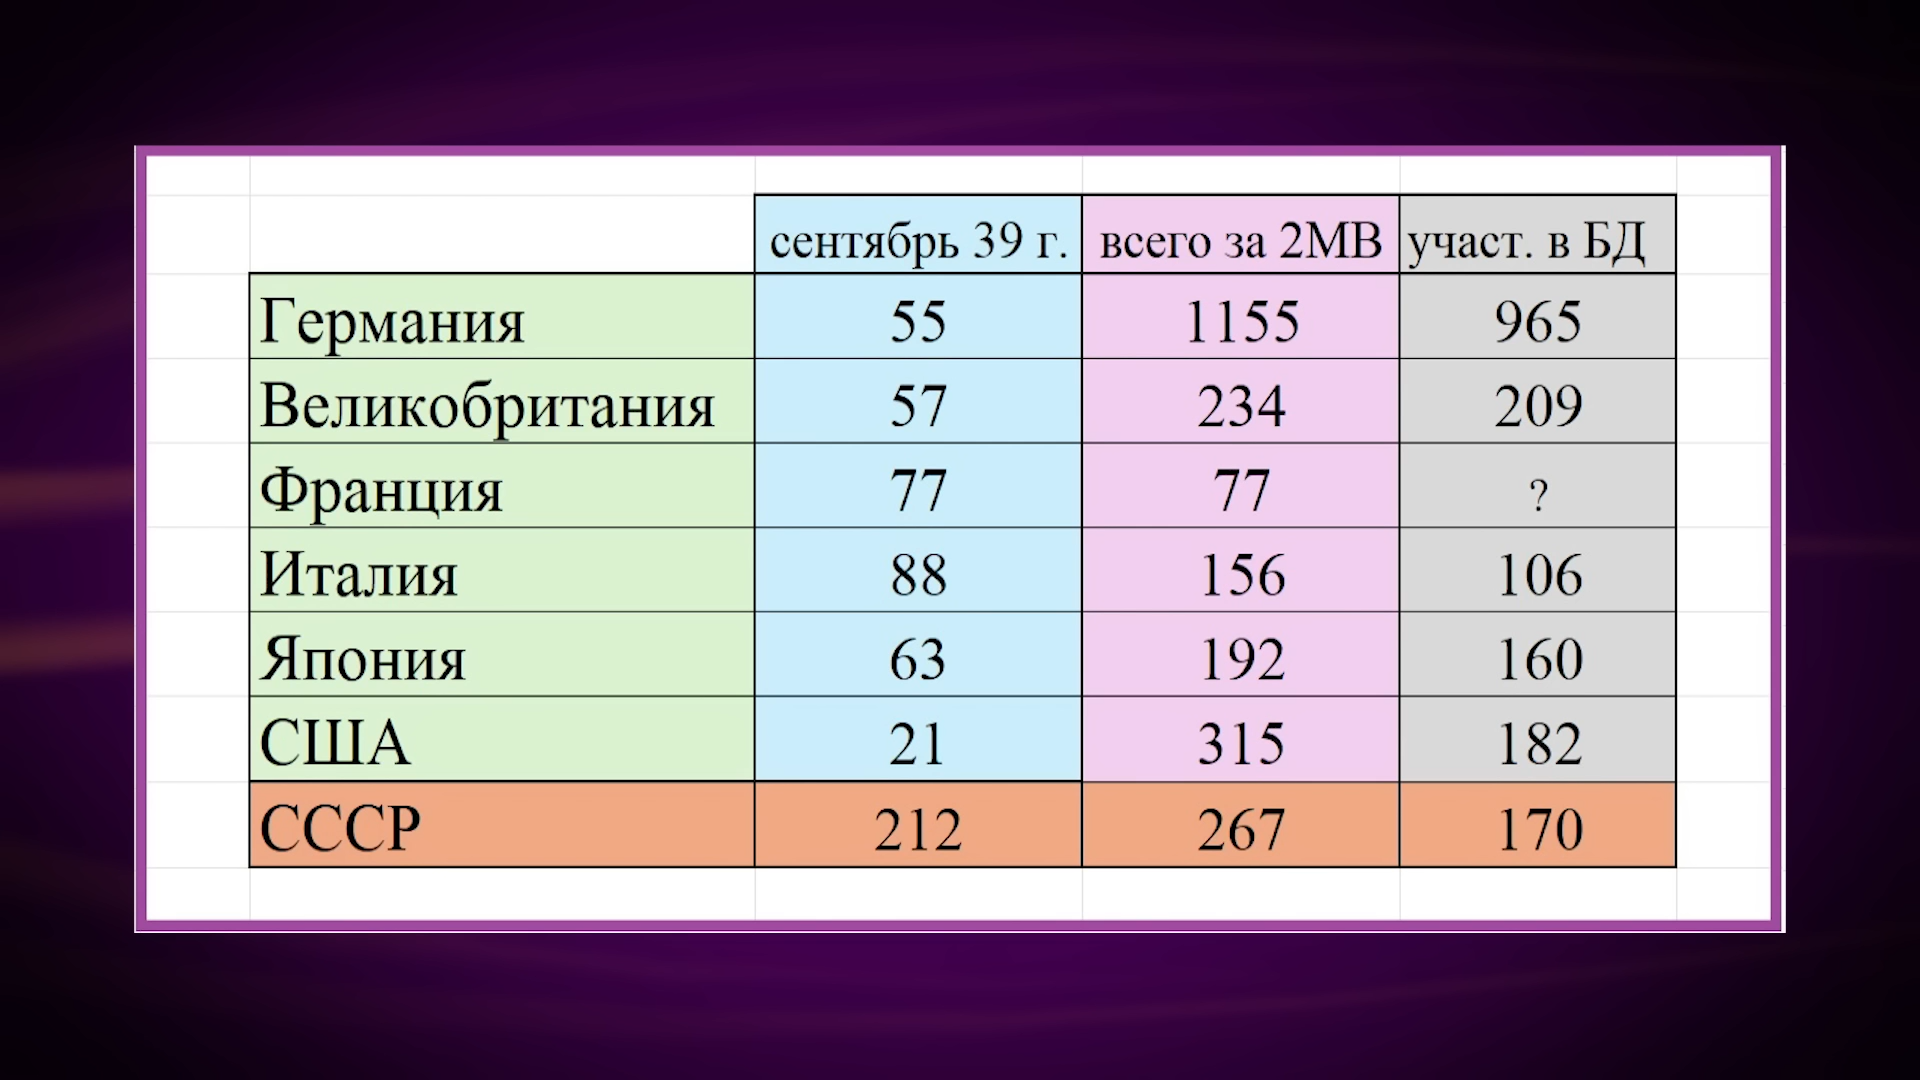 сентябрь 39 г. всего за 2МВ участ. в БД
Германия 55 1155 965
Великобритания 57 234 209
Франция 77 77 ?
Италия 88 156 106
Япония 63 192 160
США 21 315 182
СССР 212 267 170